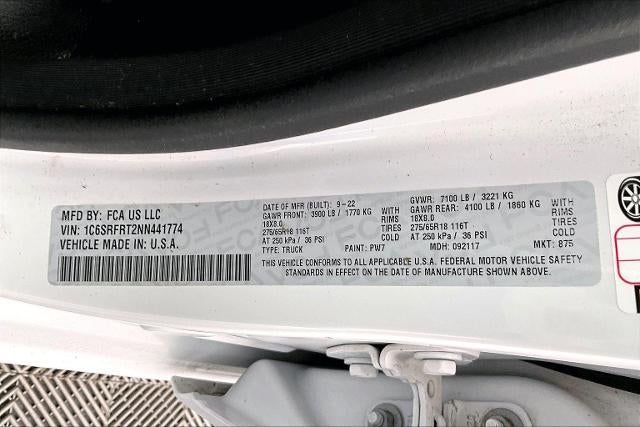 MFD BY: FCA US LLC
VIN: 1C6SRFRT2NN441774
VEHICLE MADE IN U.S.A.
DATE OF MFR (BUILT): 9-22 GVWR: 7100 LB / 3221 KG
GAWR FRONT: 3900 LB / 1770 KG WITH GAWR REAR: 4100 LB / 1860 KG WITH
18X8.0 RIMS 18X8.0 RIMS
275/65R18 116T TIRES 275/65R18 116T TIRES
AT 250 kPa / 36 PSI COLD AT 250 kPa / 36 PSI COLD
TYPE: TRUCK PAINT: PW7 MDH: 092117 MKT: 875
THIS VEHICLE CONFORMS TO ALL APPLICABLE U.S.A. FEDERAL MOTOR VEHICLE SAFETY
STANDARDS IN EFFECT ON THE DATE OF MANUFACTURE SHOWN ABOVE.